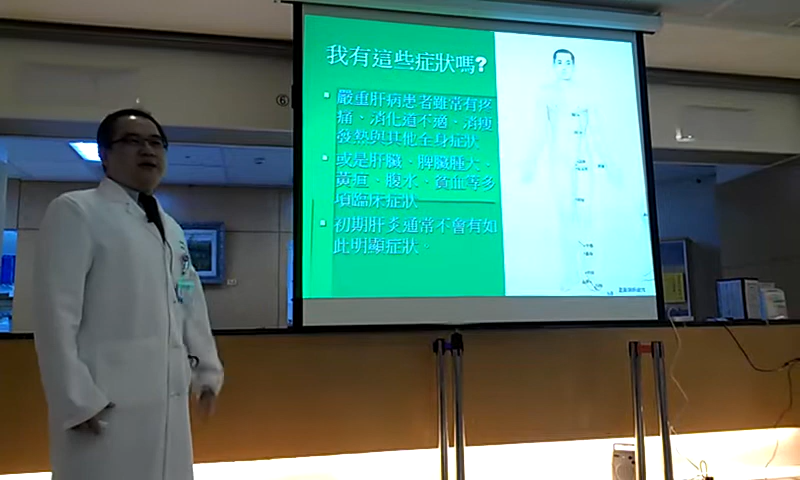 我有這些症狀嗎?
嚴重肝病患者雖常有疼
痛、消化道不適、消瘦
發熱與其他全身症狀
或是肝臟、脾臟腫大、
黃疸、腹水、貧血等多
項臨床症狀
初期肝炎通常不會有如
此明顯症狀。
6